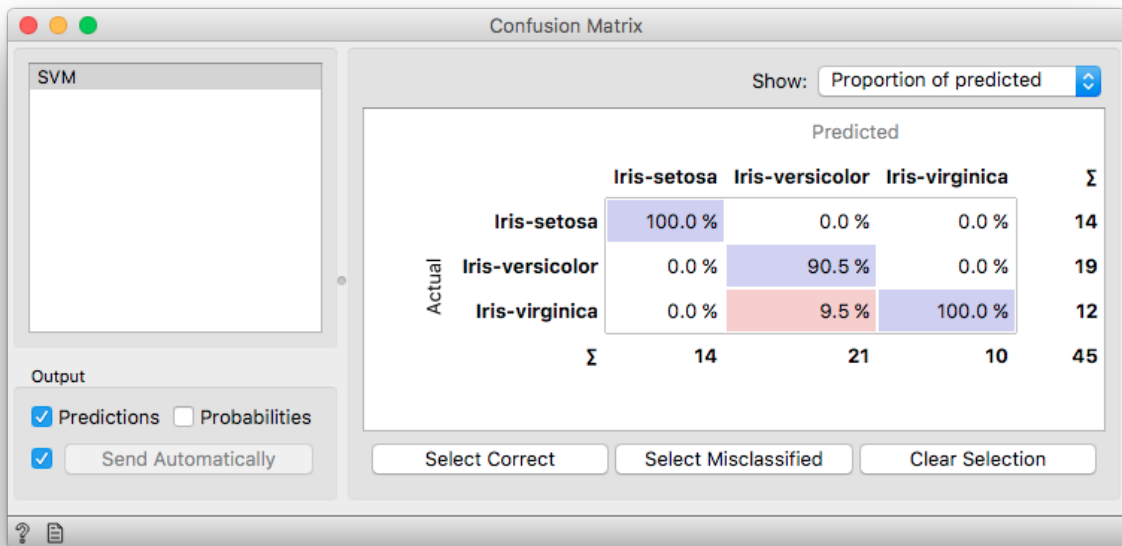 Confusion Matrix
SVM
Show: Proportion of predicted
Predicted
Iris-setosa Iris-versicolor Iris-virginica Σ
Iris-setosa 100.0 % 0.0 % 0.0 % 14
Iris-versicolor 0.0 % 90.5 % 0.0 % 19
Iris-virginica 0.0 % 9.5 % 100.0 % 12
Σ 14 21 10 45
Actual
Output
Predictions Probabilities
Send Automatically
Select Correct Select Misclassified Clear Selection
?